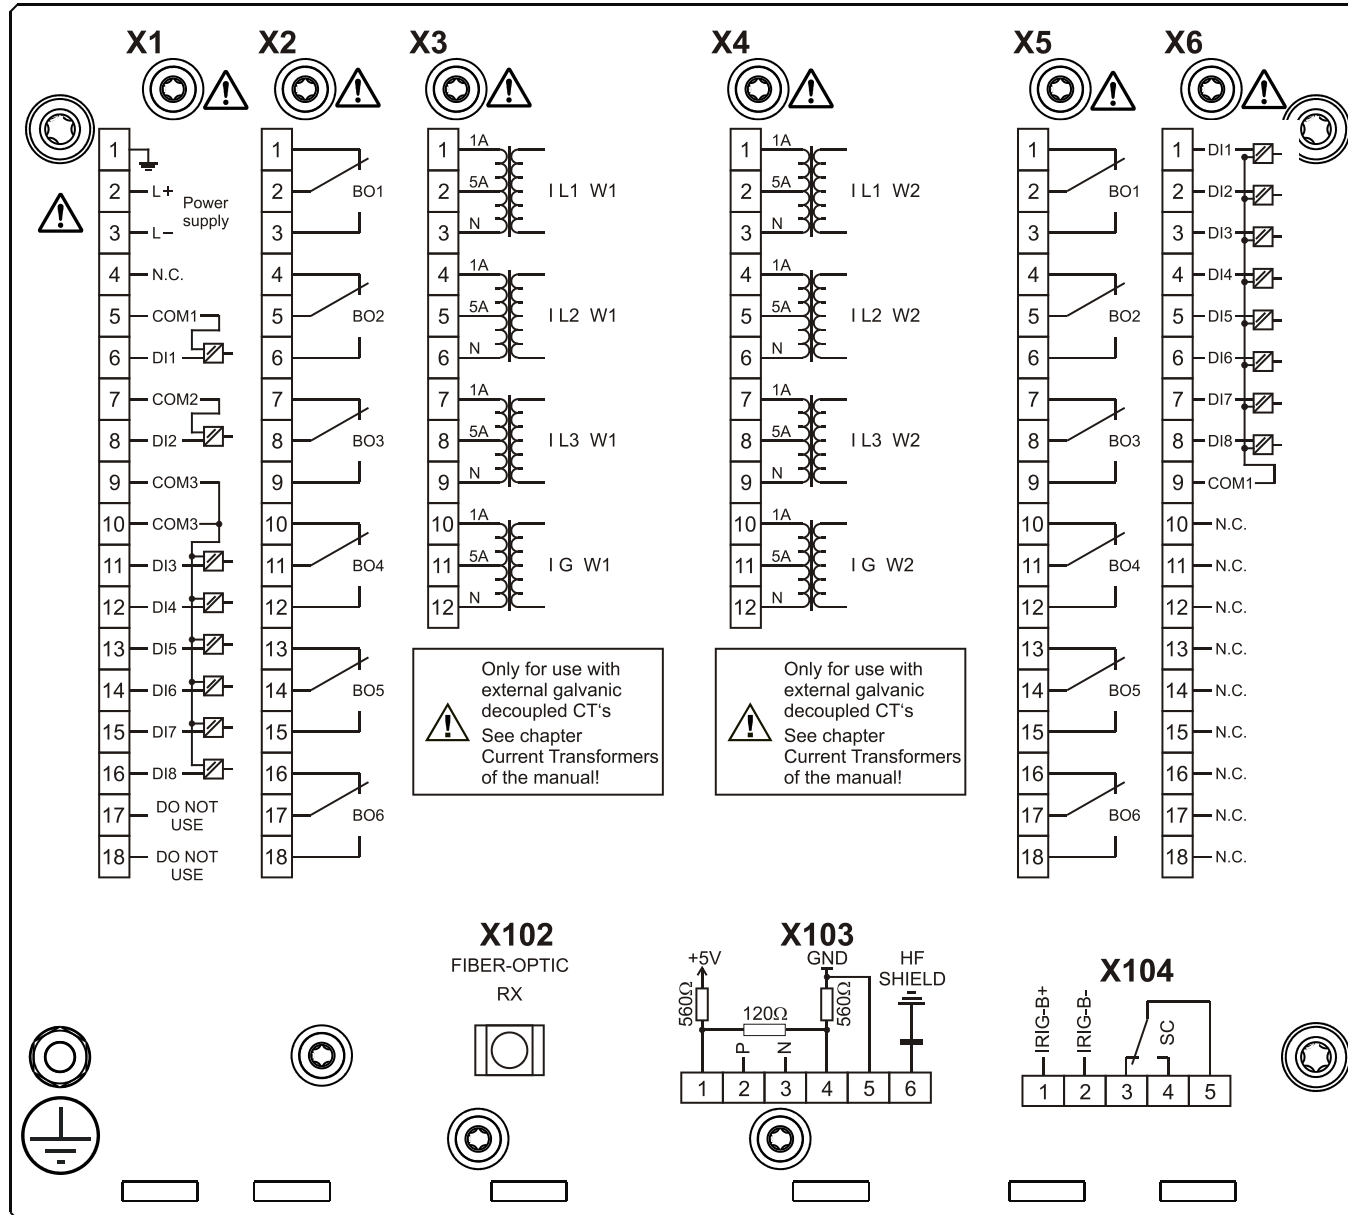 X1
1
2 L+
Power
supply
3 L–
4 N.C.
5 COM1
6 DI1
7 COM2
8 DI2
9 COM3
10 COM3
11 DI3
12 DI4
13 DI5
14 DI6
15 DI7
16 DI8
17 DO NOT
USE
18 DO NOT
USE
X2
1
2 BO1
3
4
5 BO2
6
7
8 BO3
9
10
11 BO4
12
13
14 BO5
15
16
17 BO6
18
X3
1 1A
2 5A I L1 W1
3 N
4 1A
5 5A I L2 W1
6 N
7 1A
8 5A I L3 W1
9 N
10 1A
11 5A I G W1
12 N
Only for use with
external galvanic
decoupled CT‘s
See chapter
Current Transformers
of the manual!
X4
1 1A
2 5A I L1 W2
3 N
4 1A
5 5A I L2 W2
6 N
7 1A
8 5A I L3 W2
9 N
10 1A
11 5A I G W2
12 N
Only for use with
external galvanic
decoupled CT‘s
See chapter
Current Transformers
of the manual!
X5
1
2 BO1
3
4
5 BO2
6
7
8 BO3
9
10
11 BO4
12
13
14 BO5
15
16
17 BO6
18
X6
1 DI1
2 DI2
3 DI3
4 DI4
5 DI5
6 DI6
7 DI7
8 DI8
9 COM1
10 N.C.
11 N.C.
12 N.C.
13 N.C.
14 N.C.
15 N.C.
16 N.C.
17 N.C.
18 N.C.
X102
FIBER-OPTIC
RX
X103
+5V GND HF
SHIELD
560Ω 120Ω 560Ω
P N
1 2 3 4 5 6
X104
IRIG-B+ IRIG-B- SC
1 2 3 4 5